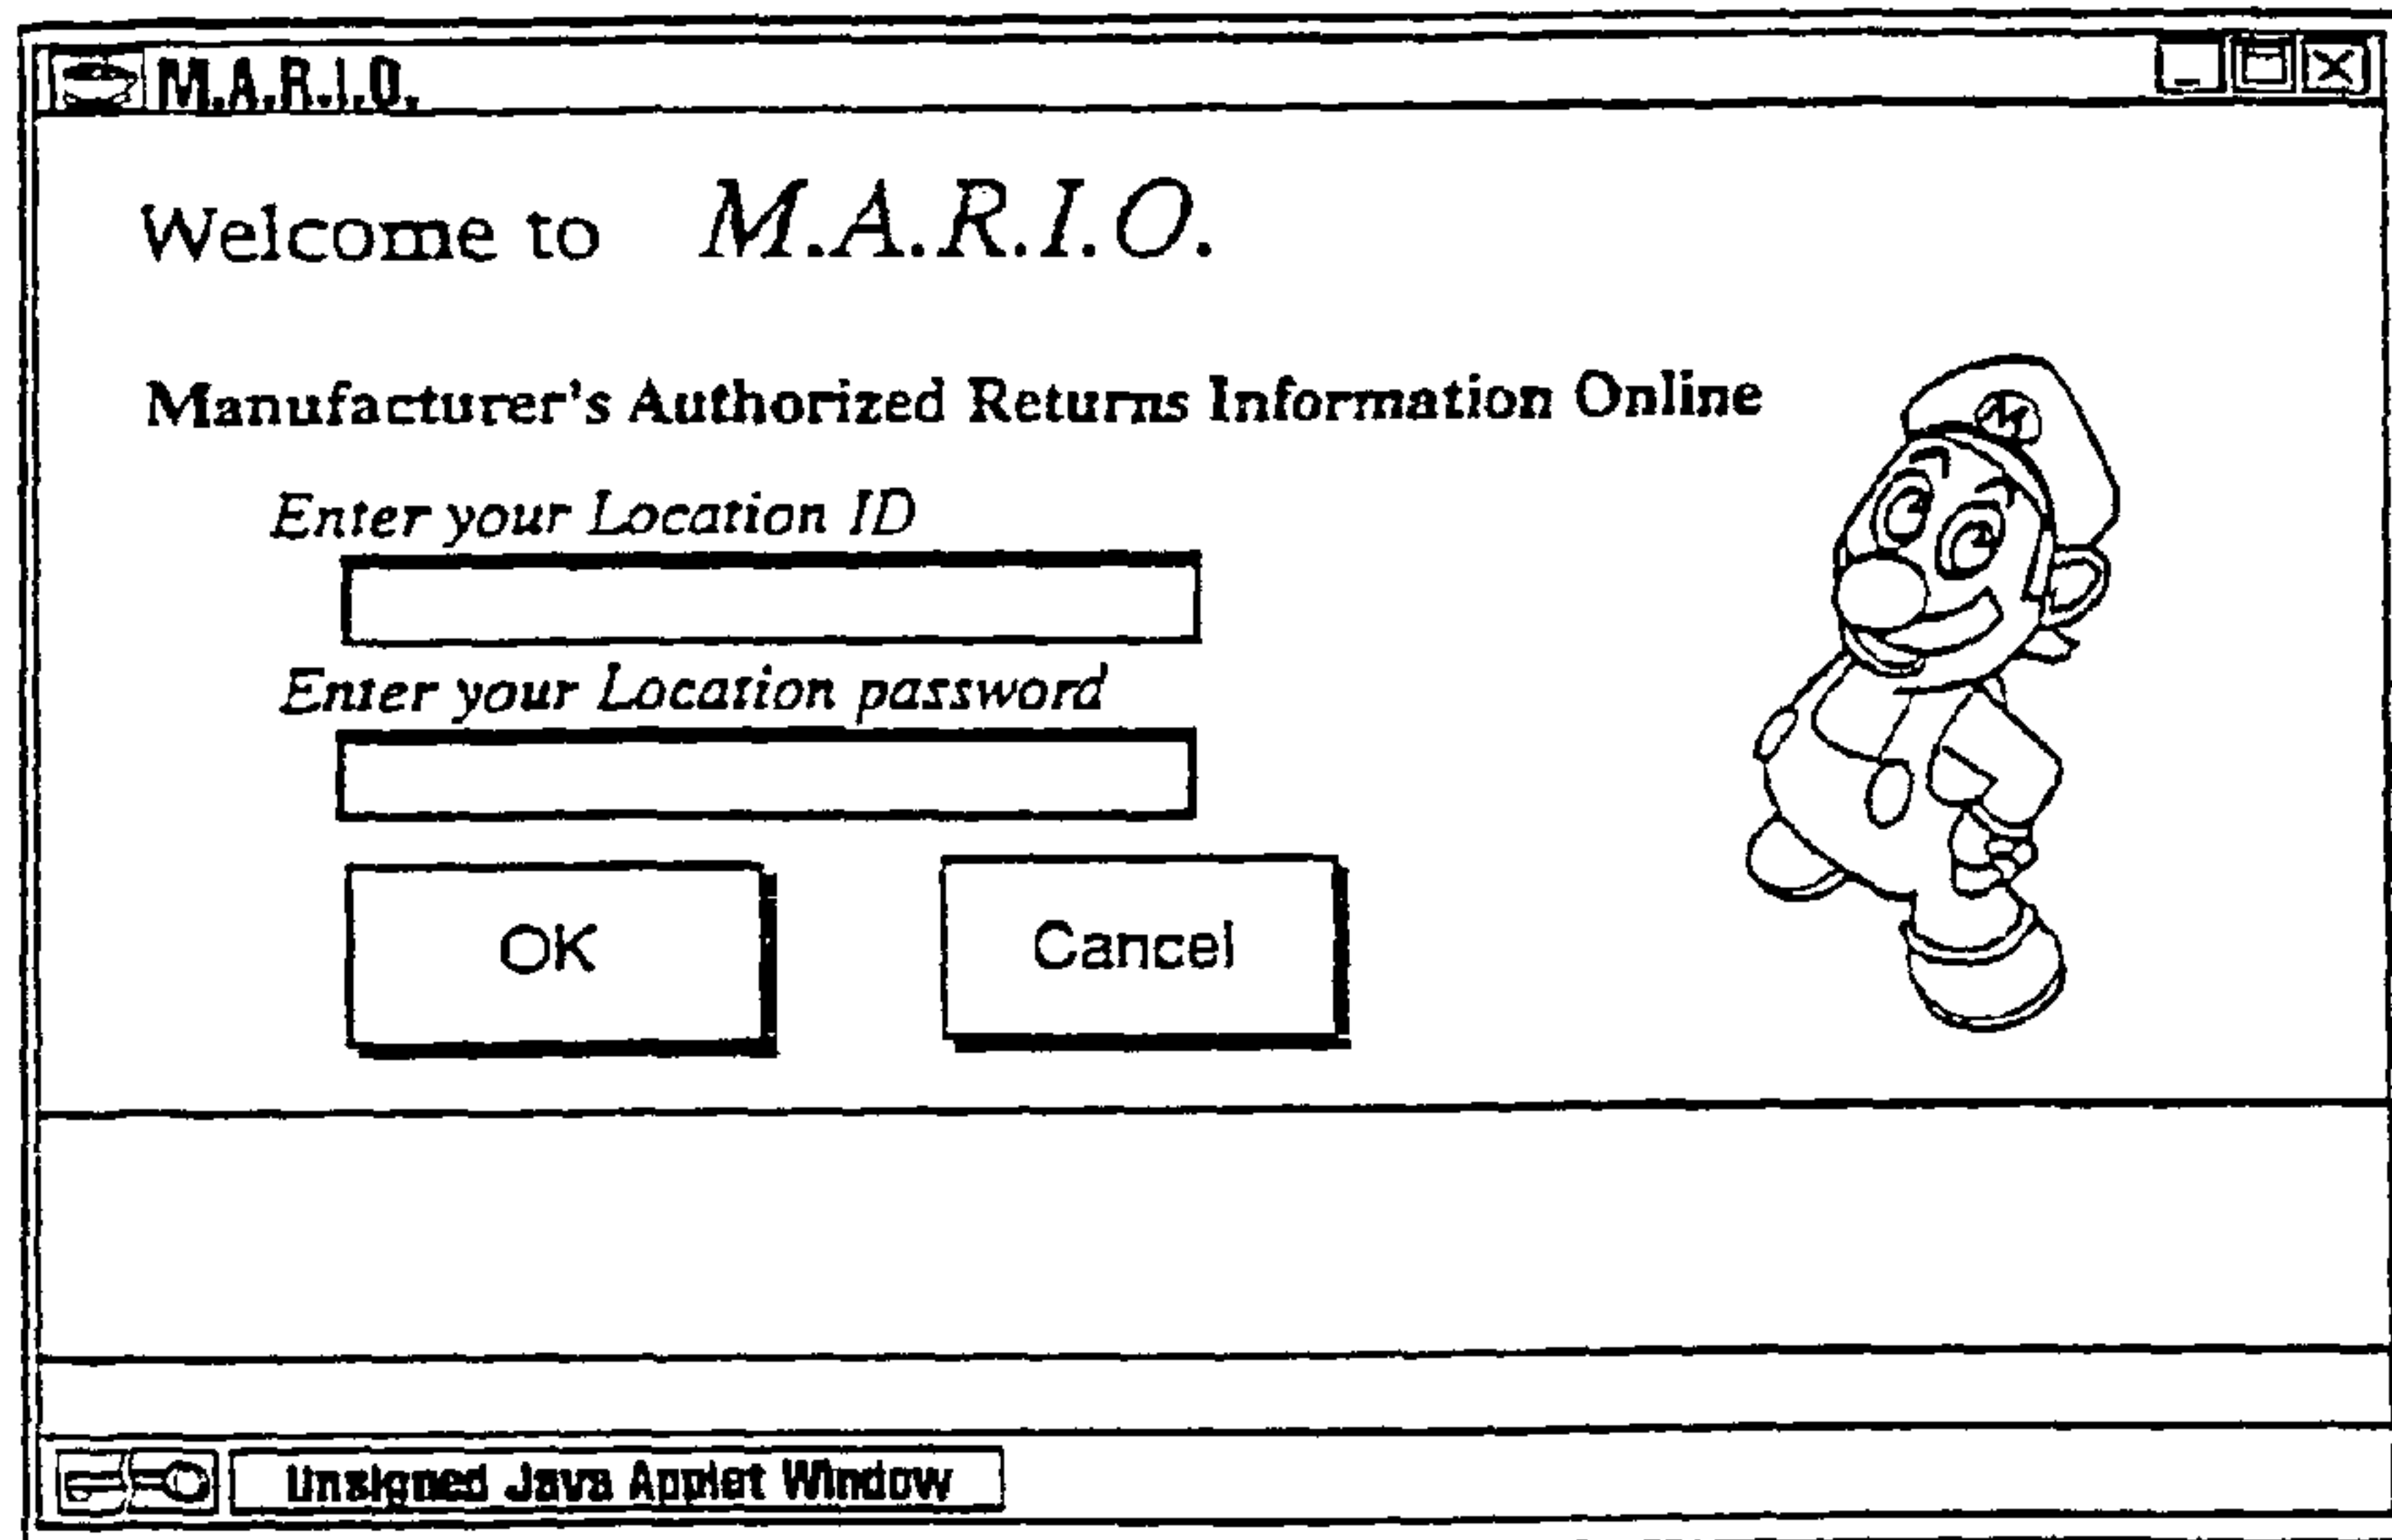 M.A.R.I.O.
Welcome to M.A.R.I.O.
Manufacturer's Authorized Returns Information Online
M
Enter your Location ID
Enter your Location password
OK Cancel
Unsigned Java Applet Window